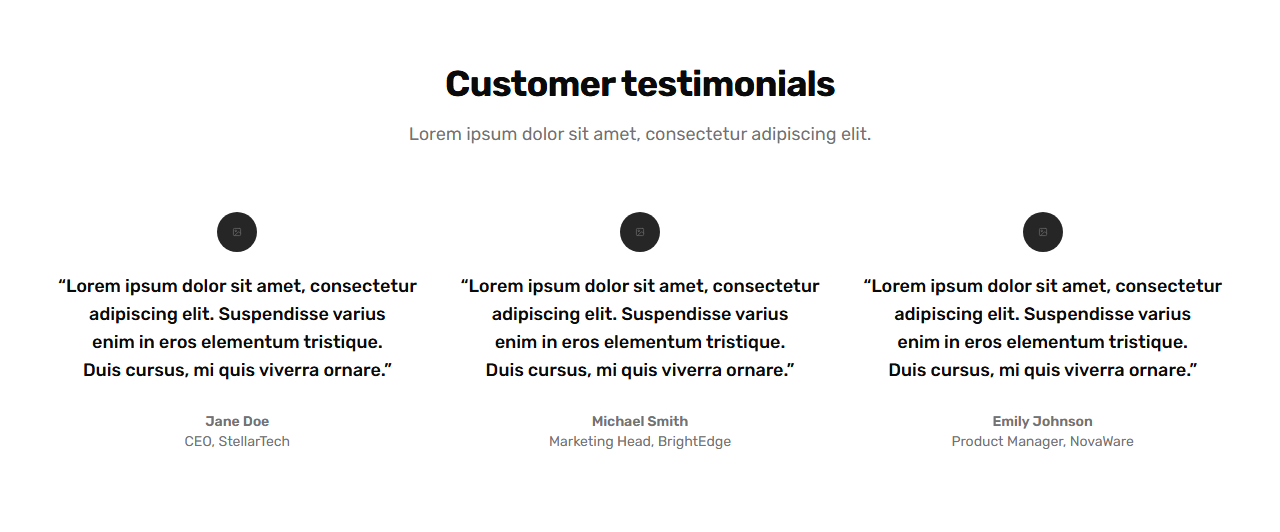 Customer testimonials
Lorem ipsum dolor sit amet, consectetur adipiscing elit.
“Lorem ipsum dolor sit amet, consectetur
adipiscing elit. Suspendisse varius
enim in eros elementum tristique.
Duis cursus, mi quis viverra ornare.”
Jane Doe
CEO, StellarTech
“Lorem ipsum dolor sit amet, consectetur
adipiscing elit. Suspendisse varius
enim in eros elementum tristique.
Duis cursus, mi quis viverra ornare.”
Michael Smith
Marketing Head, BrightEdge
“Lorem ipsum dolor sit amet, consectetur
adipiscing elit. Suspendisse varius
enim in eros elementum tristique.
Duis cursus, mi quis viverra ornare.”
Emily Johnson
Product Manager, NovaWare